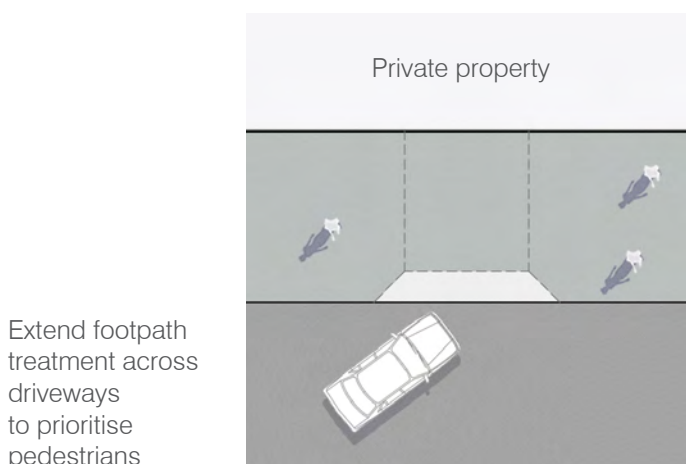 Private property
Extend footpath
treatment across
driveways
to prioritise
pedestrians